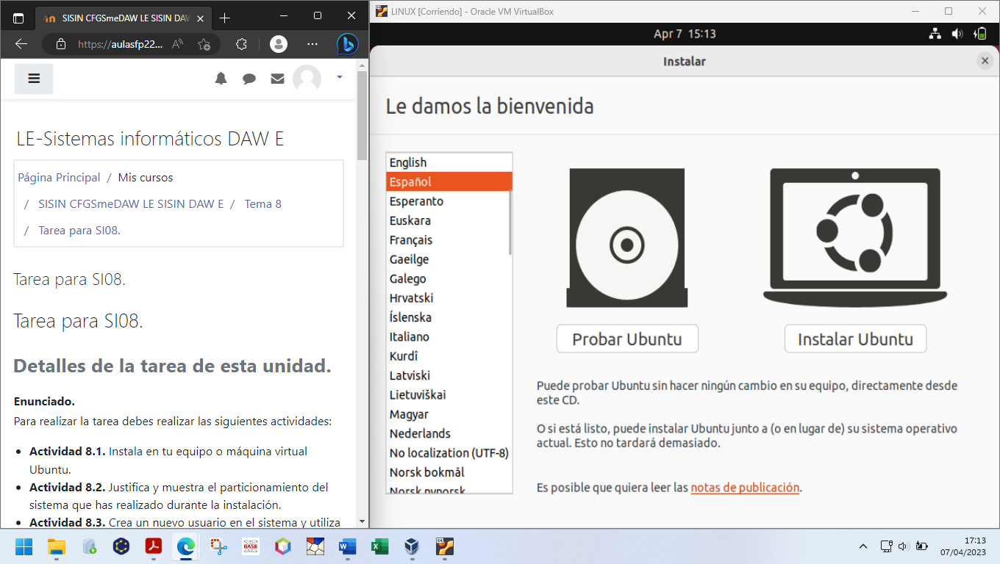 SISIN CFGSmeDAW LE SISIN DAW
https://aulasfp22...
LE-Sistemas informáticos DAW E
Página Principal / Mis cursos
/ SISIN CFGSmeDAW LE SISIN DAW E / Tema 8
/ Tarea para SI08.
Tarea para SI08.
Tarea para SI08.
Detalles de la tarea de esta unidad.
Enunciado.
Para realizar la tarea debes realizar las siguientes actividades:
Actividad 8.1. Instala en tu equipo o máquina virtual
Ubuntu.
Actividad 8.2. Justifica y muestra el particionamiento del
sistema que has realizado durante la instalación.
Actividad 8.3. Crea un nuevo usuario en el sistema y utiliza
LINUX [Corriendo] - Oracle VM VirtualBox
Apr 7 15:13
Instalar
Le damos la bienvenida
English
Español
Esperanto
Euskara
Français
Gaeilge
Galego
Hrvatski
Íslenska
Italiano
Kurdî
Latviski
Lietuviškai
Magyar
Nederlands
No localization (UTF-8)
Norsk bokmål
Norsk nynorsk
Probar Ubuntu
Instalar Ubuntu
Puede probar Ubuntu sin hacer ningún cambio en su equipo, directamente desde
este CD.
O si está listo, puede instalar Ubuntu junto a (o en lugar de) su sistema operativo
actual. Esto no tardará demasiado.
Es posible que quiera leer las notas de publicación.
BASE
64
17:13
07/04/2023